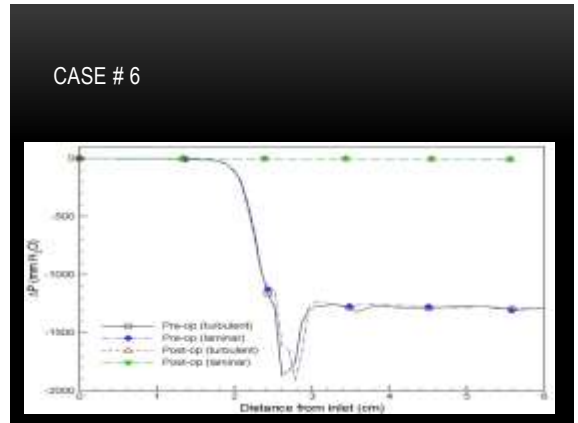 CASE # 6
0
-500
-1000
-1500
-2000
ΔP (mm H₂O)
Pre-op (turbulent)
Pre-op (laminar)
Post-op (turbulent)
Post-op (laminar)
0 1 2 3 4 5 6
Distance from inlet (cm)